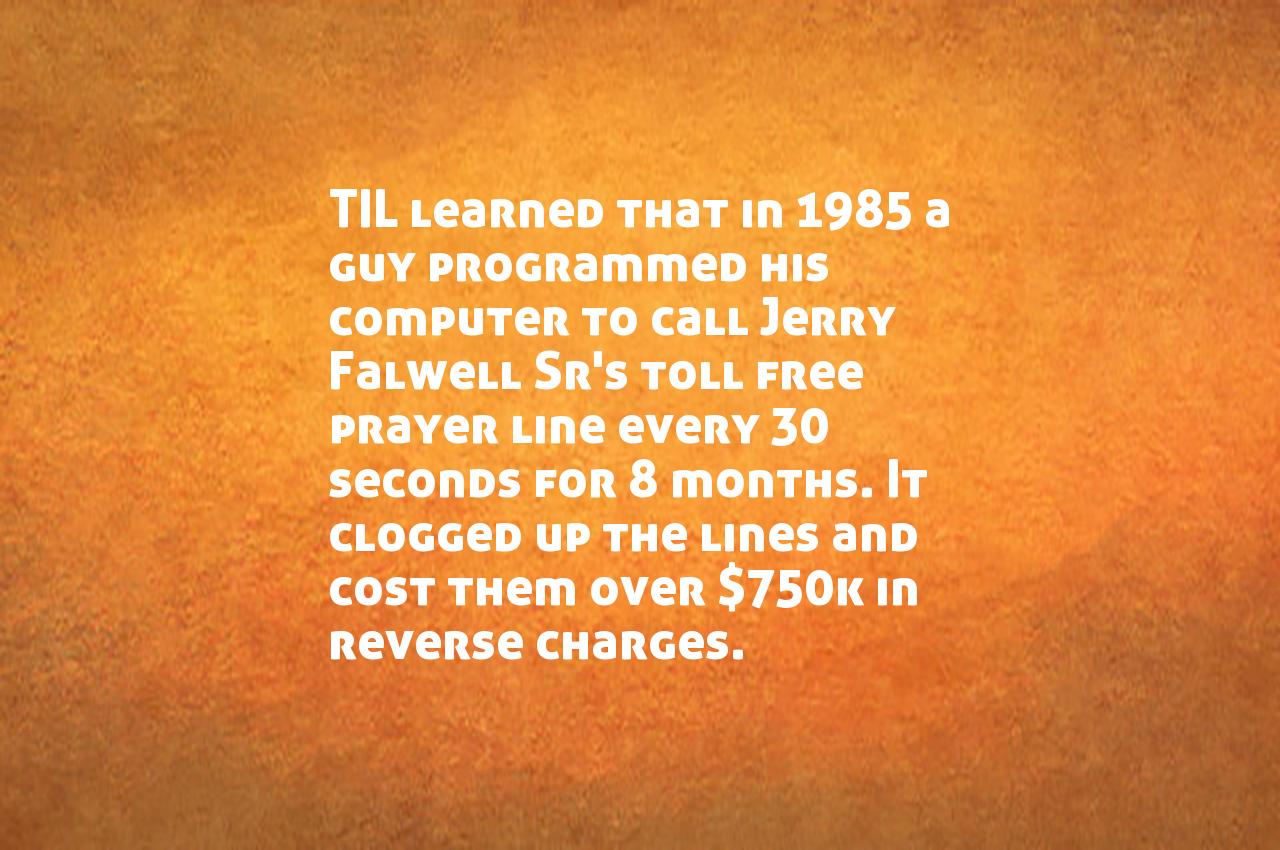 TIL learned that in 1985 a
guy programmed his
computer to call Jerry
Falwell Sr's toll free
prayer line every 30
seconds for 8 months. It
clogged up the lines and
cost them over $750k in
reverse charges.